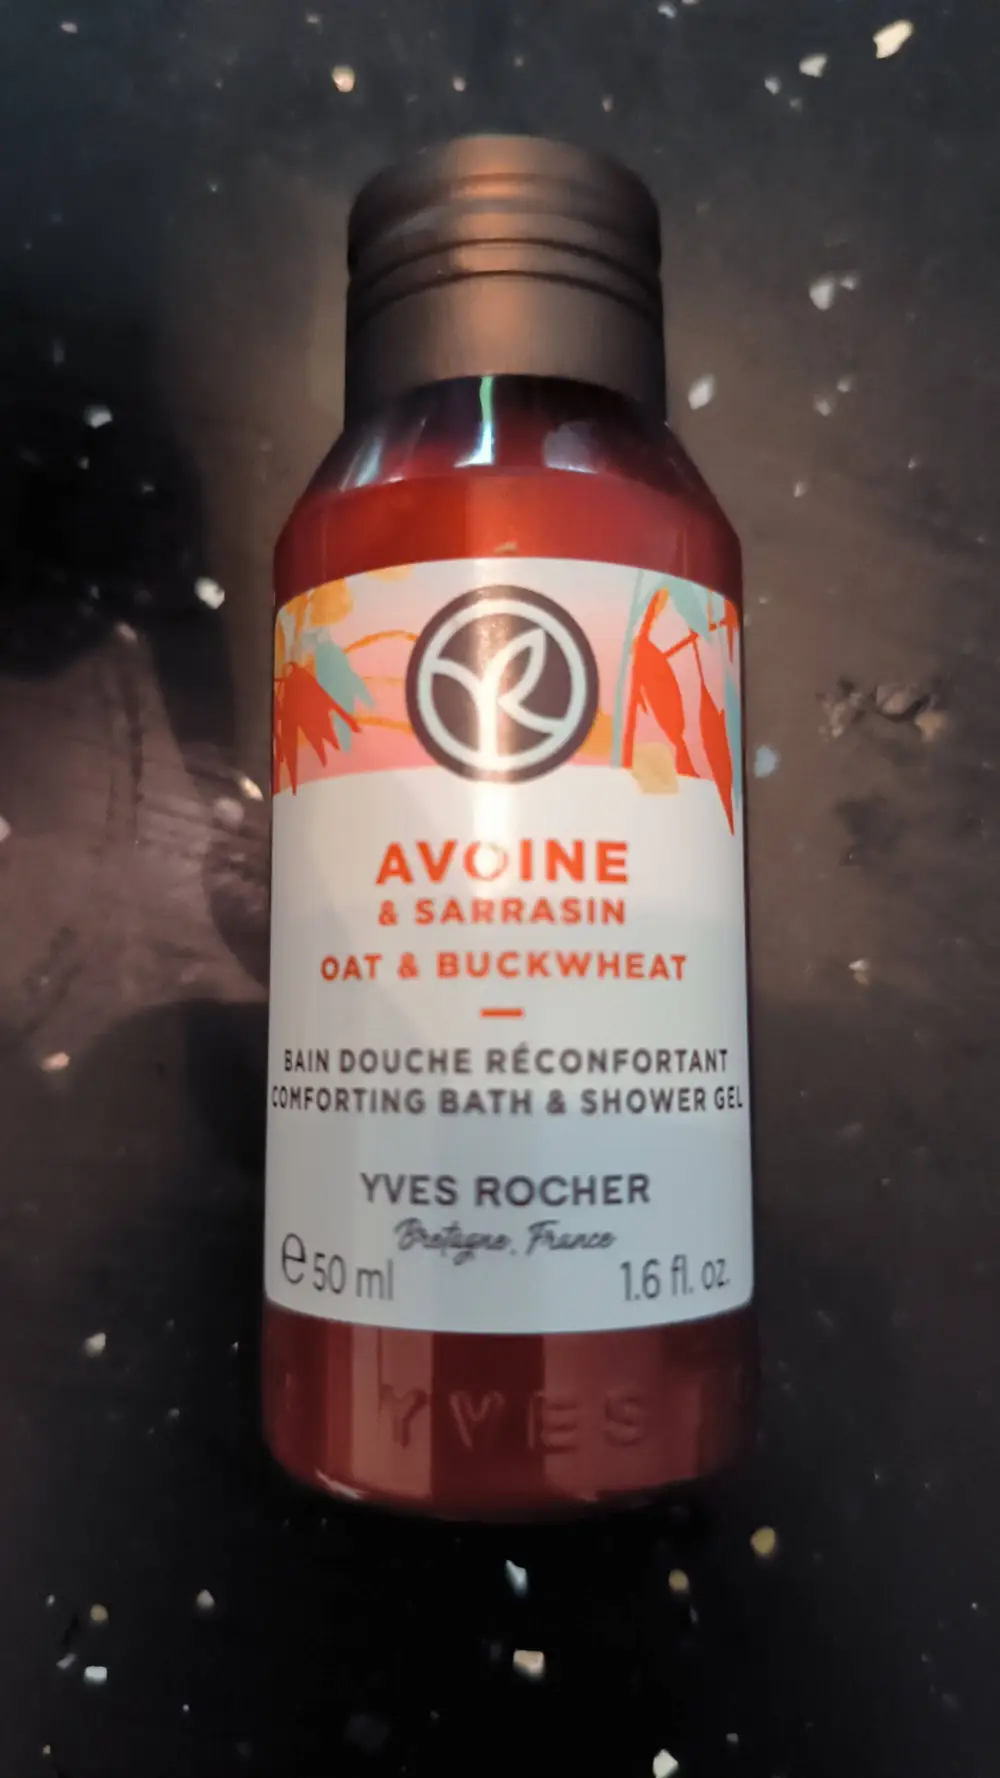 AVOINE
& SARRASIN
OAT & BUCKWHEAT
BAIN DOUCHE RÉCONFORTANT
COMFORTING BATH & SHOWER GEL
YVES ROCHER
Bretagne, France
e 50 ml 1.6 fl. oz.
YVES